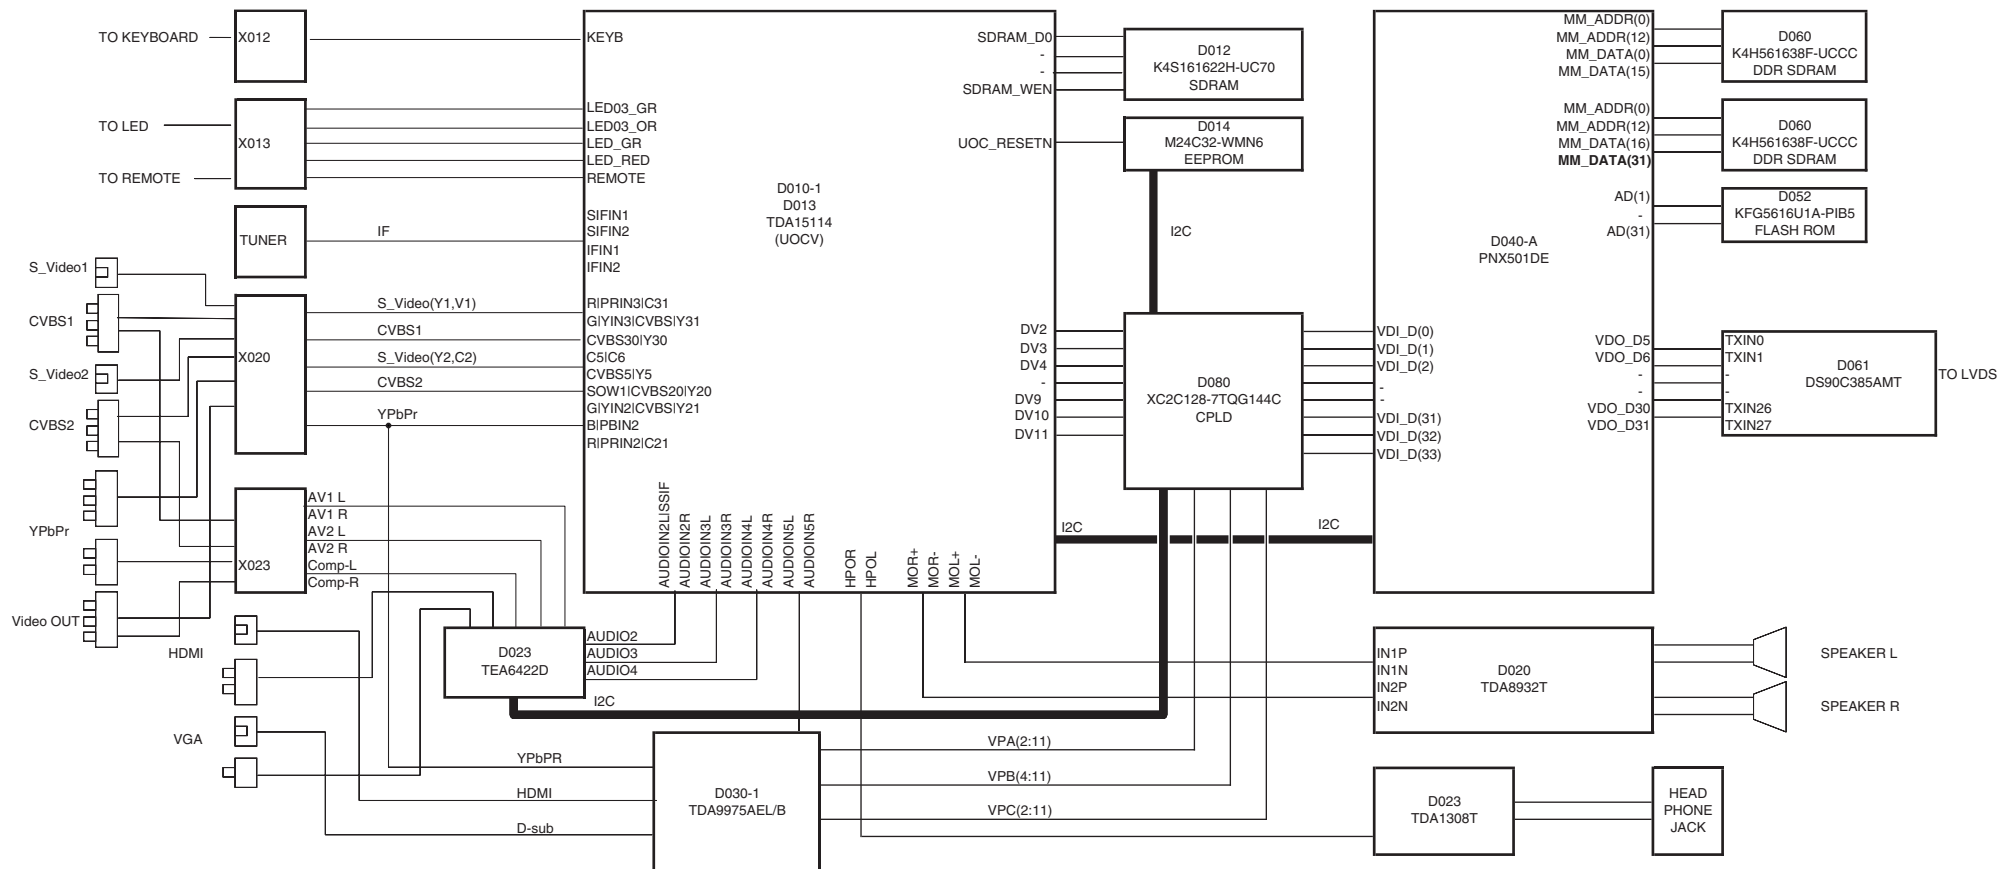 TO KEYBOARD
X012
TO LED
X013
TO REMOTE
TUNER
IF
S_Video1
CVBS1
S_Video2
CVBS2
YPbPr
Video OUT
HDMI
VGA
X020
S_Video(Y1,V1)
CVBS1
S_Video(Y2,C2)
CVBS2
YPbPr
X023
AV1 L
AV1 R
AV2 L
AV2 R
Comp-L
Comp-R
KEYB
LED03_GR
LED03_OR
LED_GR
LED_RED
REMOTE
SIFIN1
SIFIN2
IFIN1
IFIN2
R|PRIN3|C31
G|YIN3|CVBS|Y31
CVBS30|Y30
C5|C6
CVBS5|Y5
SOW1|CVBS20|Y20
G|YIN2|CVBS|Y21
B|PBIN2
R|PRIN2|C21
D010-1
D013
TDA15114
(UOCV)
SDRAM_D0
-
-
SDRAM_WEN
UOC_RESETN
DV2
DV3
DV4
-
DV9
DV10
DV11
AUDIOIN2L|SSIF
AUDIOIN2R
AUDIOIN3L
AUDIOIN3R
AUDIOIN4L
AUDIOIN4R
AUDIOIN5L
AUDIOIN5R
HPOR
HPOL
MOR+
MOR-
MOL+
MOL-
D012
K4S161622H-UC70
SDRAM
D014
M24C32-WMN6
EEPROM
I2C
D080
XC2C128-7TQG144C
CPLD
I2C
I2C
VDI_D(0)
VDI_D(1)
VDI_D(2)
-
-
VDI_D(31)
VDI_D(32)
VDI_D(33)
D040-A
PNX501DE
MM_ADDR(0)
MM_ADDR(12)
MM_DATA(0)
MM_DATA(15)
MM_ADDR(0)
MM_ADDR(12)
MM_DATA(16)
MM_DATA(31)
AD(1)
-
AD(31)
VDO_D5
VDO_D6
-
-
VDO_D30
VDO_D31
D060
K4H561638F-UCCC
DDR SDRAM
D060
K4H561638F-UCCC
DDR SDRAM
D052
KFG5616U1A-PIB5
FLASH ROM
TXIN0
TXIN1
-
-
TXIN26
TXIN27
D061
DS90C385AMT
TO LVDS
D023
TEA6422D
AUDIO2
AUDIO3
AUDIO4
I2C
YPbPR
HDMI
D-sub
D030-1
TDA9975AEL/B
VPA(2:11)
VPB(4:11)
VPC(2:11)
IN1P
IN1N
IN2P
IN2N
D020
TDA8932T
SPEAKER L
SPEAKER R
D023
TDA1308T
HEAD
PHONE
JACK